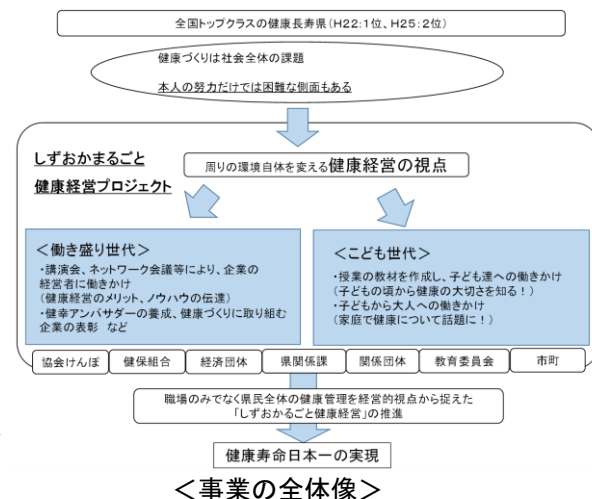 全国トップクラスの健康長寿県(H22:1位、H25:2位)
健康づくりは社会全体の課題
本人の努力だけでは困難な側面もある
しずおかまるごと
健康経営プロジェクト
周りの環境自体を変える健康経営の視点
＜働き盛り世代＞
・講演会、ネットワーク会議等により、企業の
経営者に働きかけ
(健康経営のメリット、ノウハウの伝達)
・健幸アンバサダーの養成、健康づくりに取り組む
企業の表彰 など
＜こども世代＞
・授業の教材を作成し、子ども達への働きかけ
(子どもの頃から健康の大切さを知る！)
・子どもから大人への働きかけ
(家庭で健康について話題に！)
協会けんぽ 健保組合 経済団体 県関係課 関係団体 教育委員会 市町
職場のみでなく県民全体の健康管理を経営的視点から捉えた
「しずおかまるごと健康経営」の推進
健康寿命日本一の実現
＜事業の全体像＞